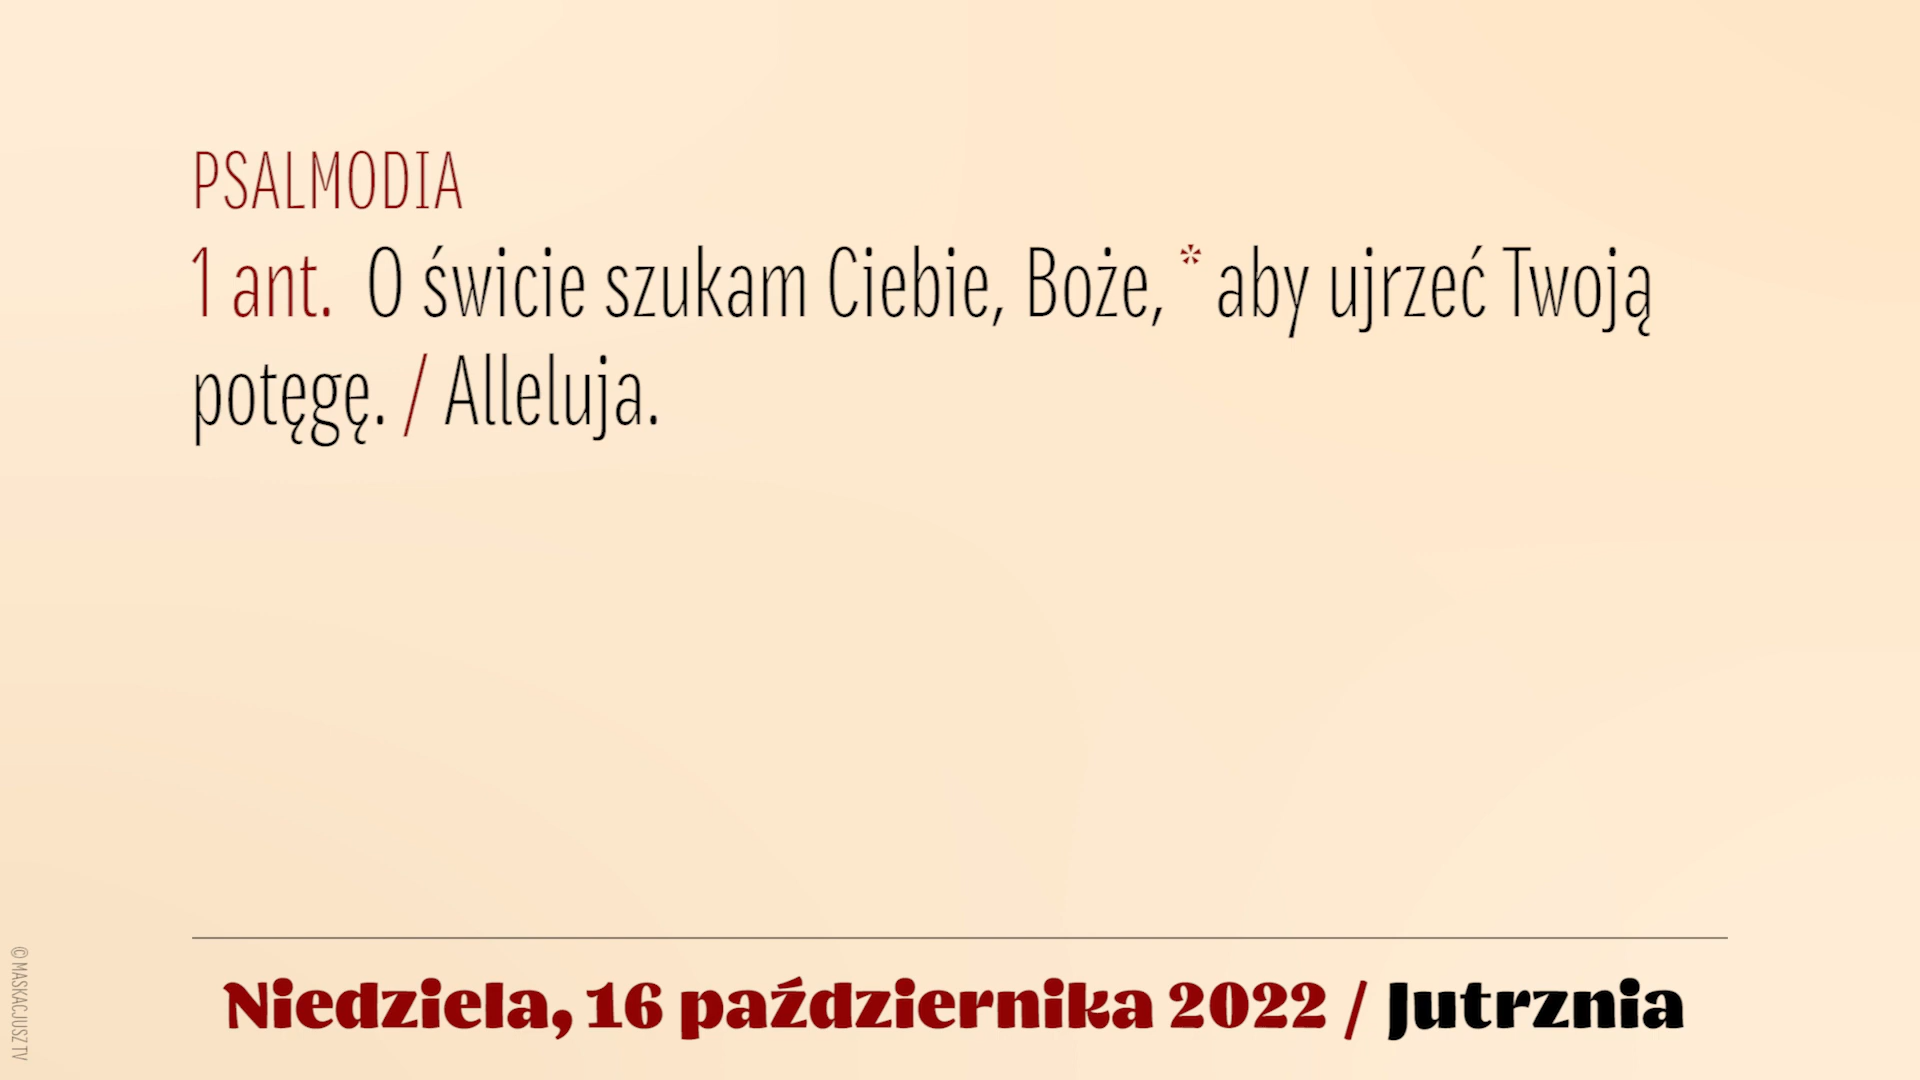 PSALMODIA
1 ant. O świcie szukam Ciebie, Boże, * aby ujrzeć Twoją
potęgę. / Alleluja.
Niedziela, 16 października 2022 / Jutrznia
© MASKACJUSZ TV